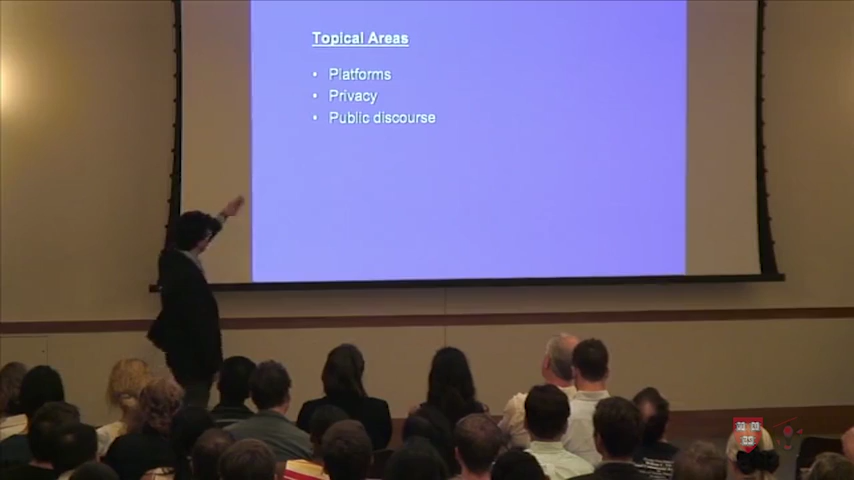 Topical Areas
• Platforms
• Privacy
• Public discourse